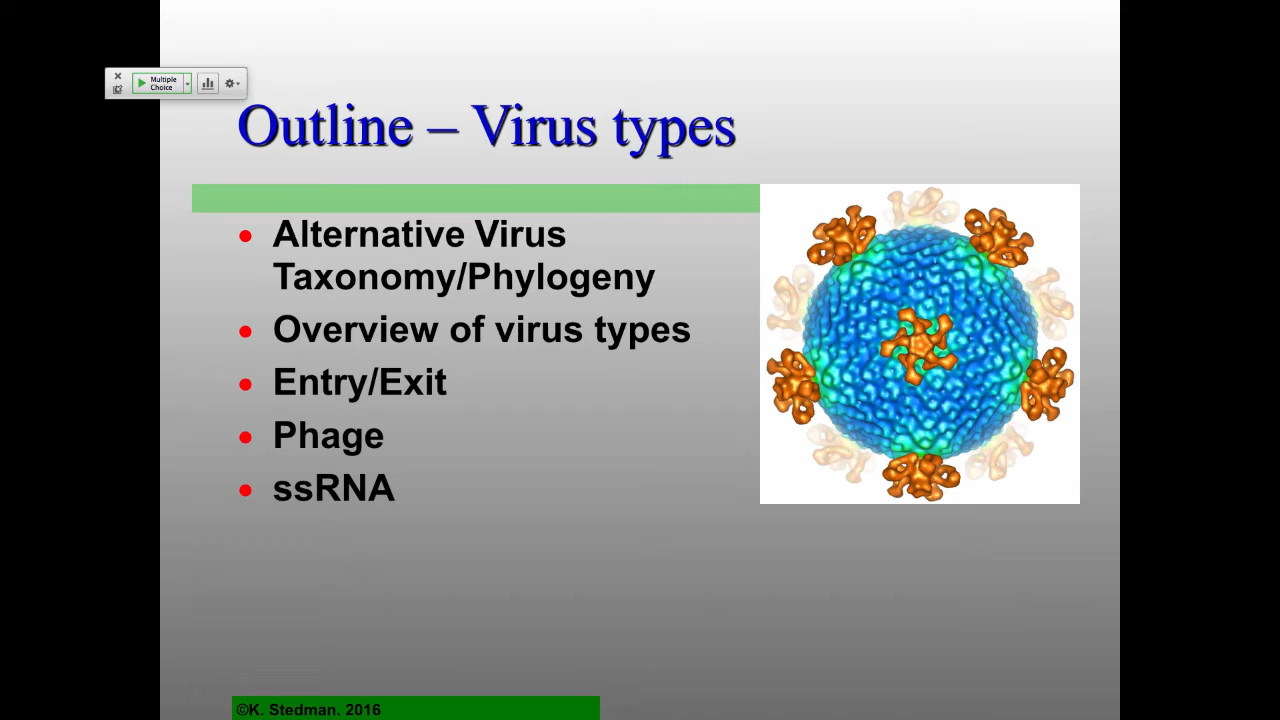 Multiple
Choice
Outline – Virus types
Alternative Virus
Taxonomy/Phylogeny
Overview of virus types
Entry/Exit
Phage
ssRNA
©K. Stedman. 2016